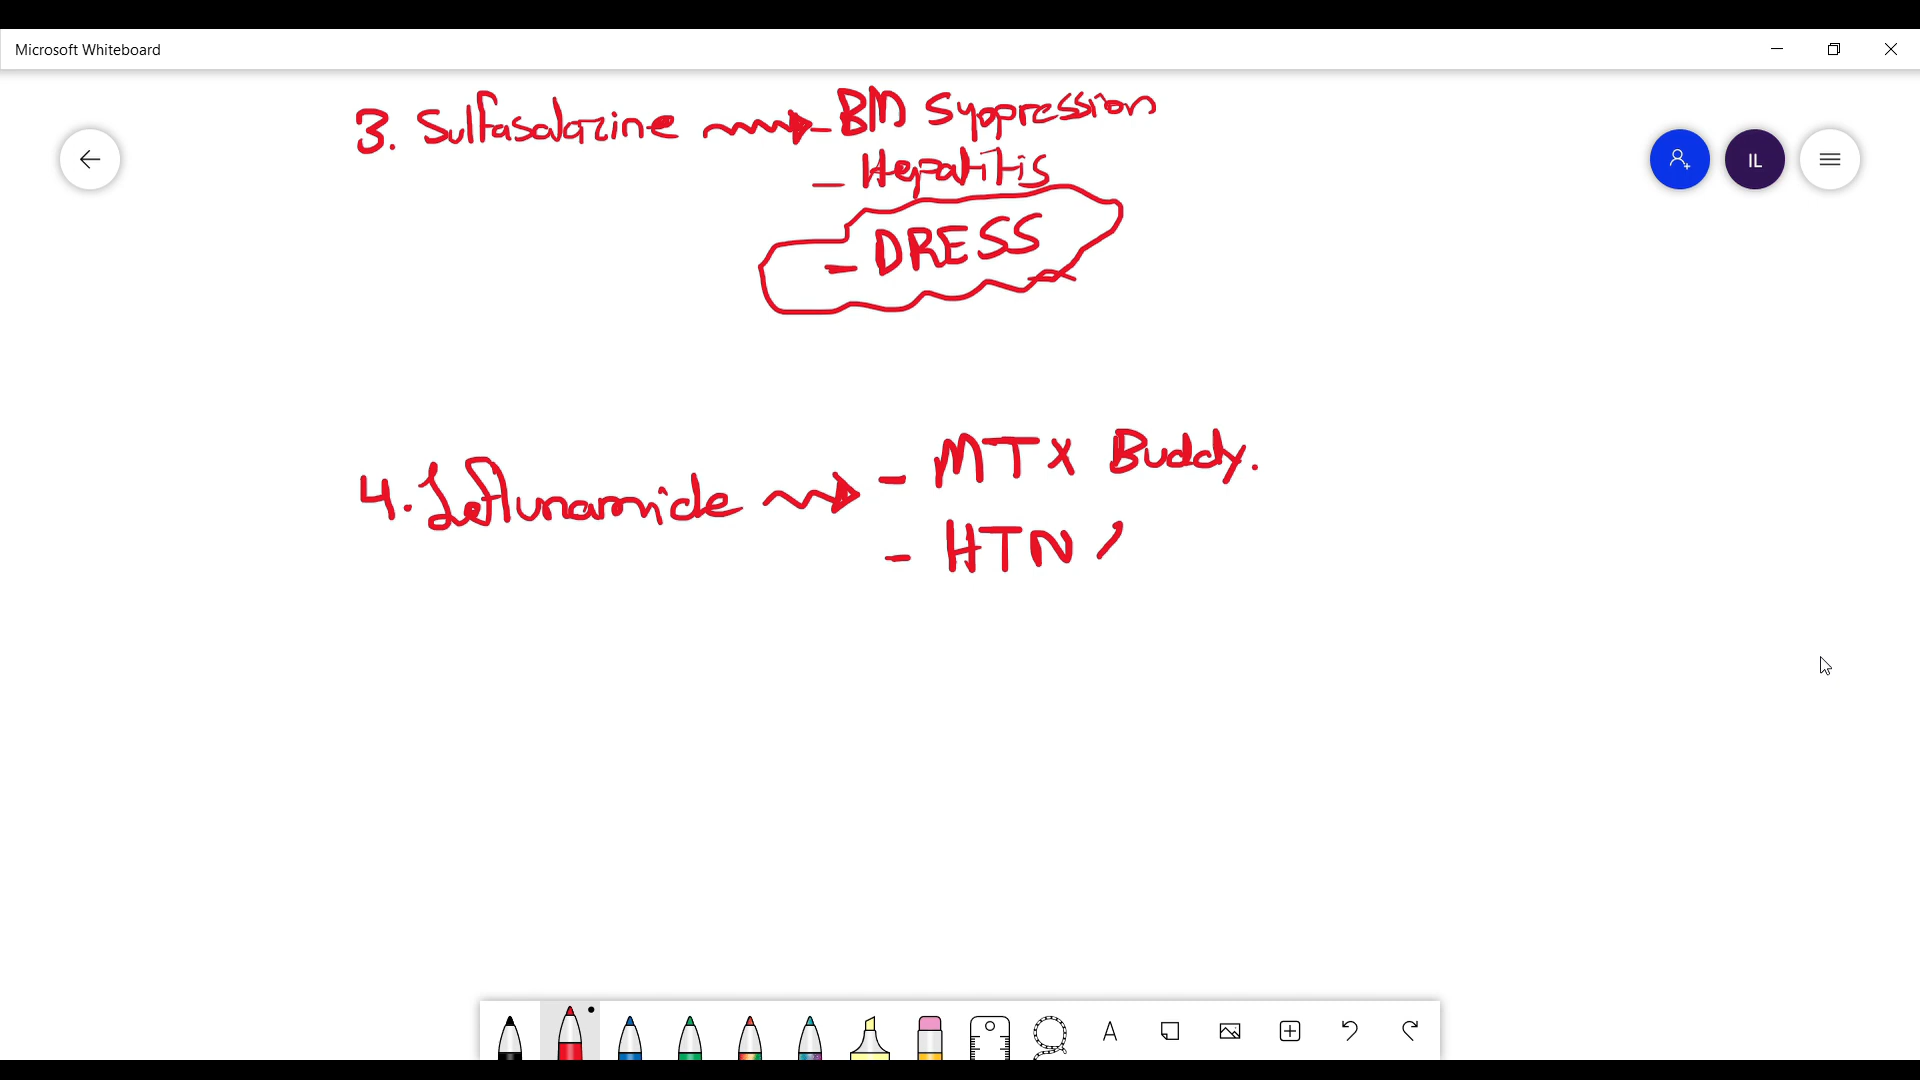 Microsoft Whiteboard
3. Sulfasalazine - BM Suppression
- Hepatitis
- DRESS
IL
4. Leflunamide - MTX Buddy.
- HTN /
A